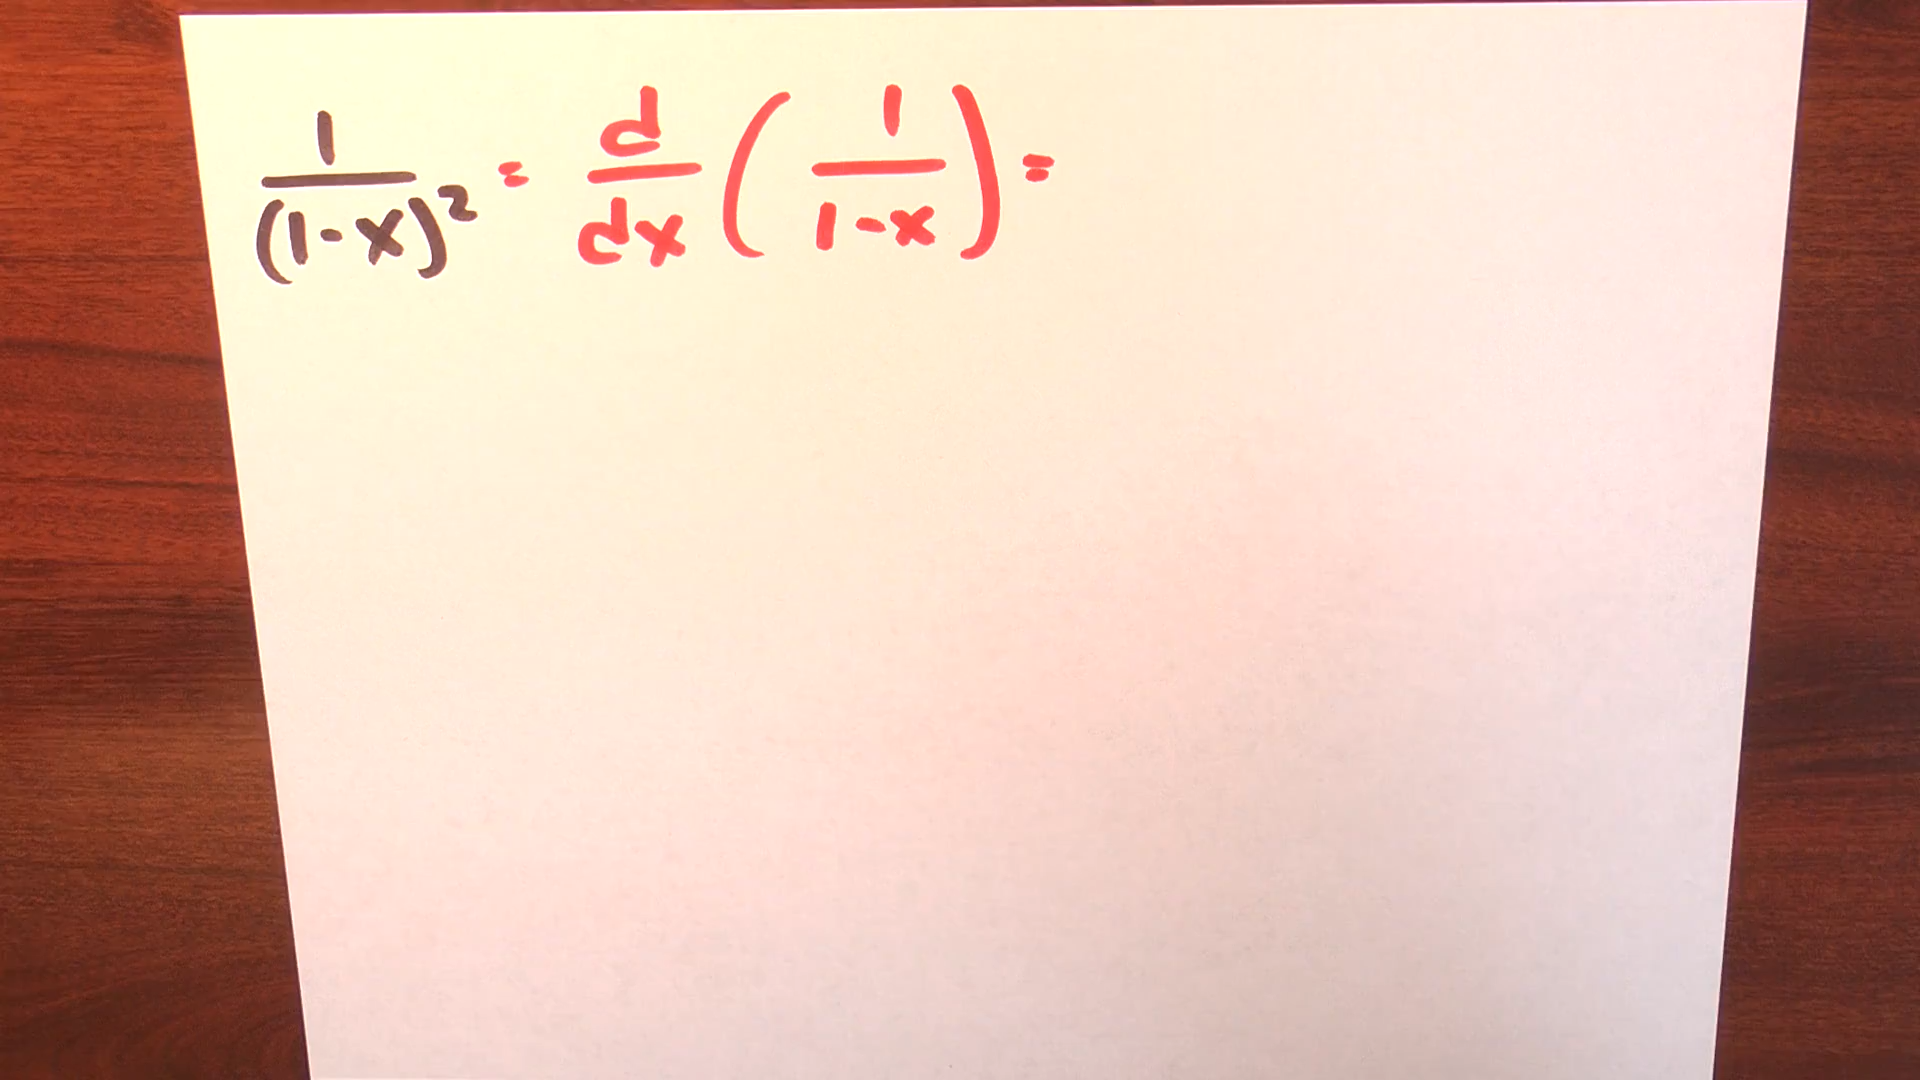 1/(1-x)² = d/dx (1/(1-x)) =